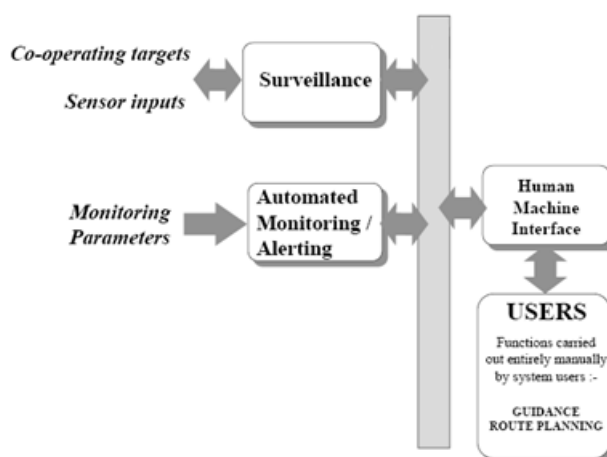 Co-operating targets
Sensor inputs
Surveillance
Monitoring
Parameters
Automated
Monitoring /
Alerting
Human
Machine
Interface
USERS
Functions carried
out entirely manually
by system users :-
GUIDANCE
ROUTE PLANNING